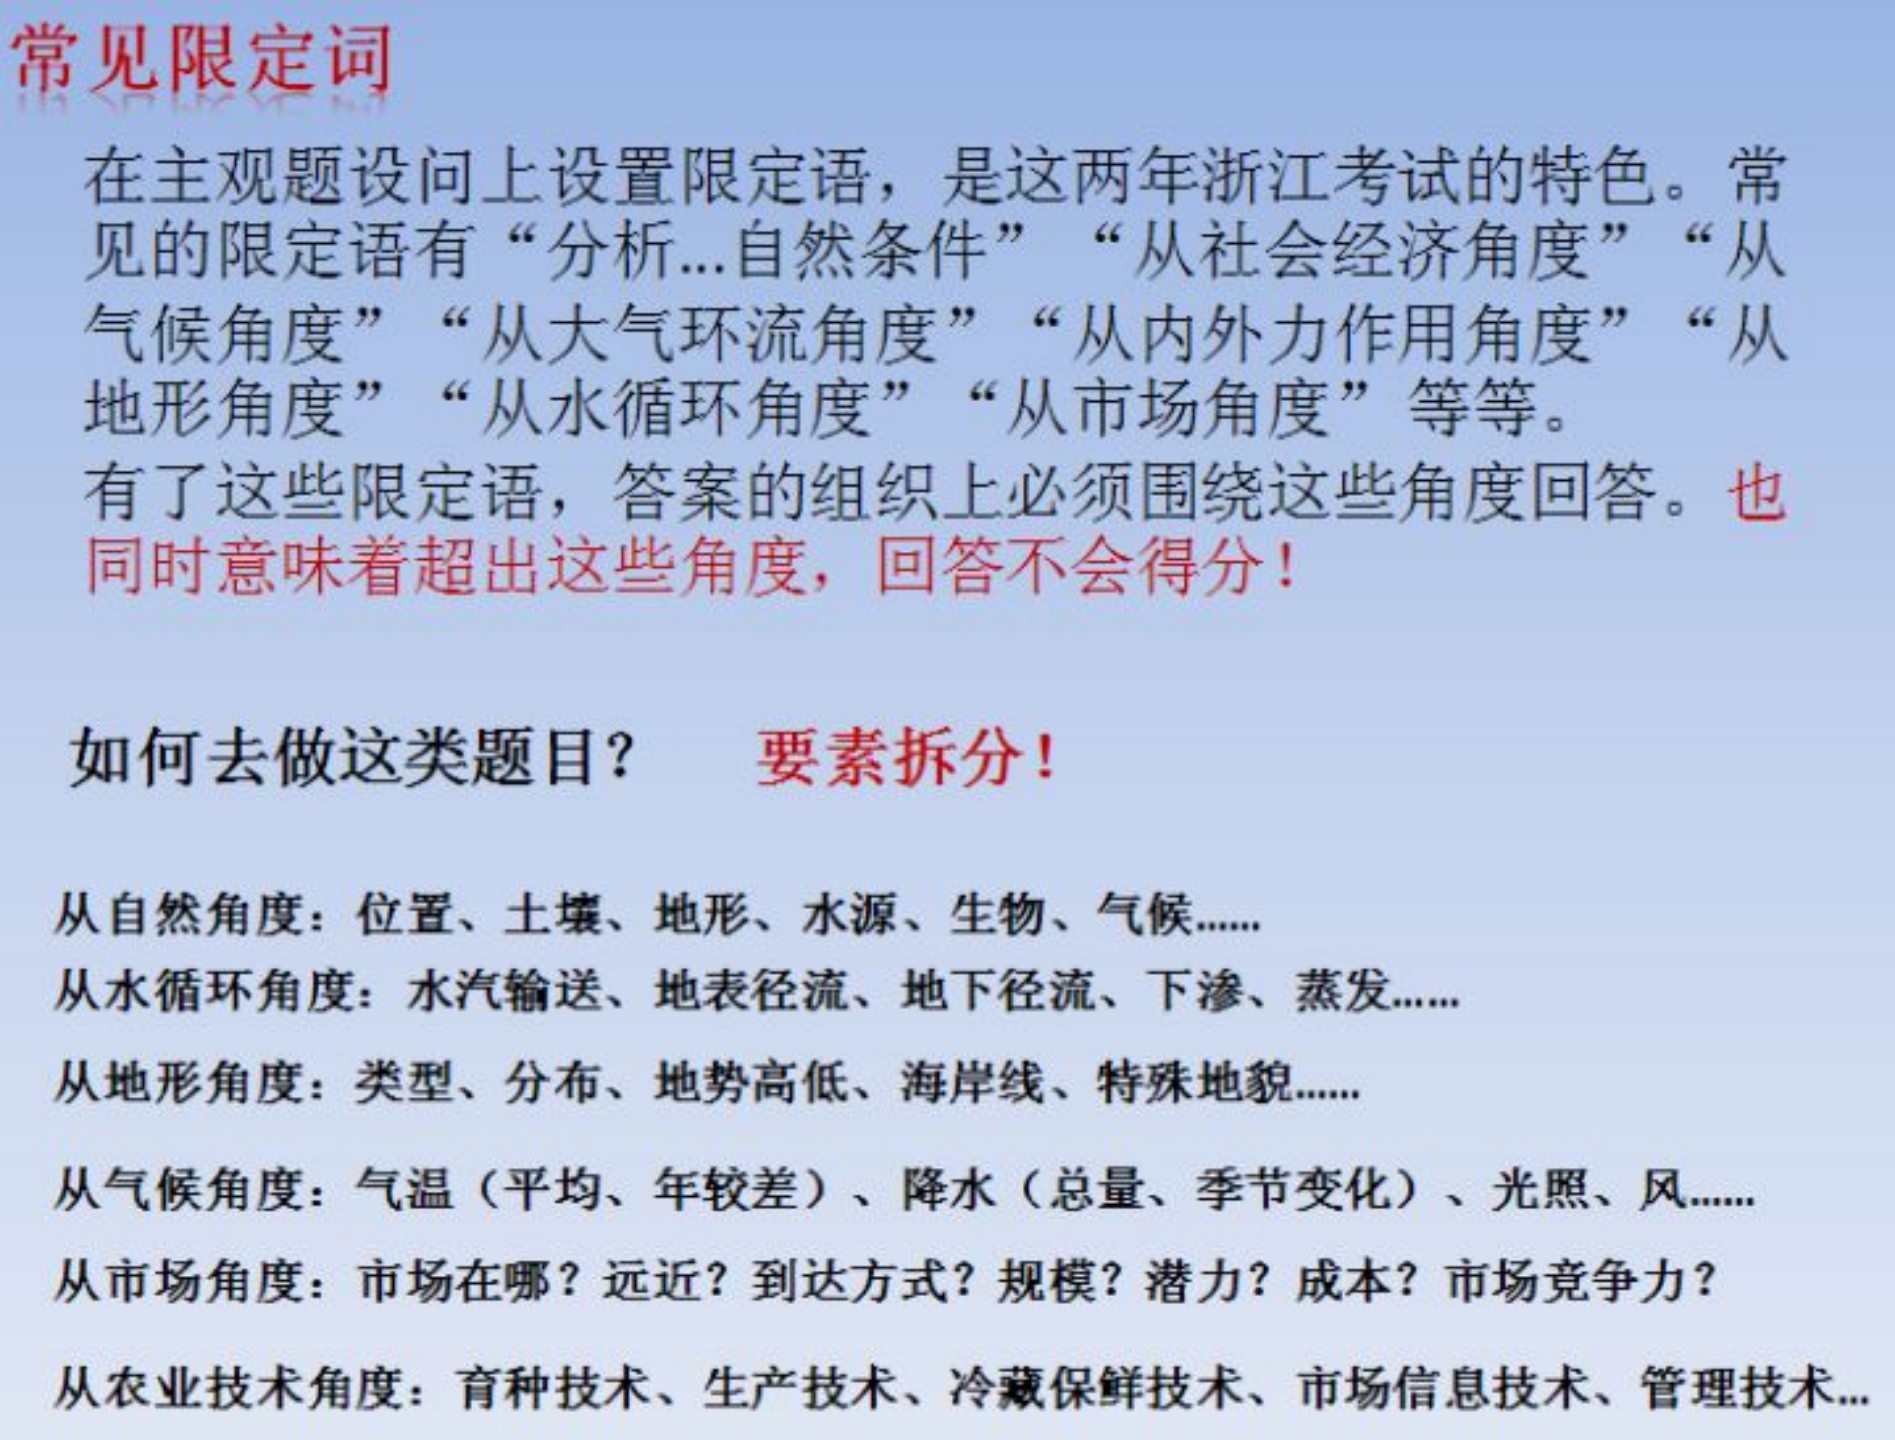 常见限定词
在主观题设问上设置限定语，是这两年浙江考试的特色。常
见的限定语有“分析...自然条件”“从社会经济角度”“从
气候角度”“从大气环流角度”“从内外力作用角度”“从
地形角度”“从水循环角度”“从市场角度”等等。
有了这些限定语，答案的组织上必须围绕这些角度回答。也
同时意味着超出这些角度，回答不会得分！
如何去做这类题目？ 要素拆分！
从自然角度：位置、土壤、地形、水源、生物、气候......
从水循环角度：水汽输送、地表径流、地下径流、下渗、蒸发......
从地形角度：类型、分布、地势高低、海岸线、特殊地貌......
从气候角度：气温（平均、年较差）、降水（总量、季节变化）、光照、风......
从市场角度：市场在哪？远近？到达方式？规模？潜力？成本？市场竞争力？
从农业技术角度：育种技术、生产技术、冷藏保鲜技术、市场信息技术、管理技术...